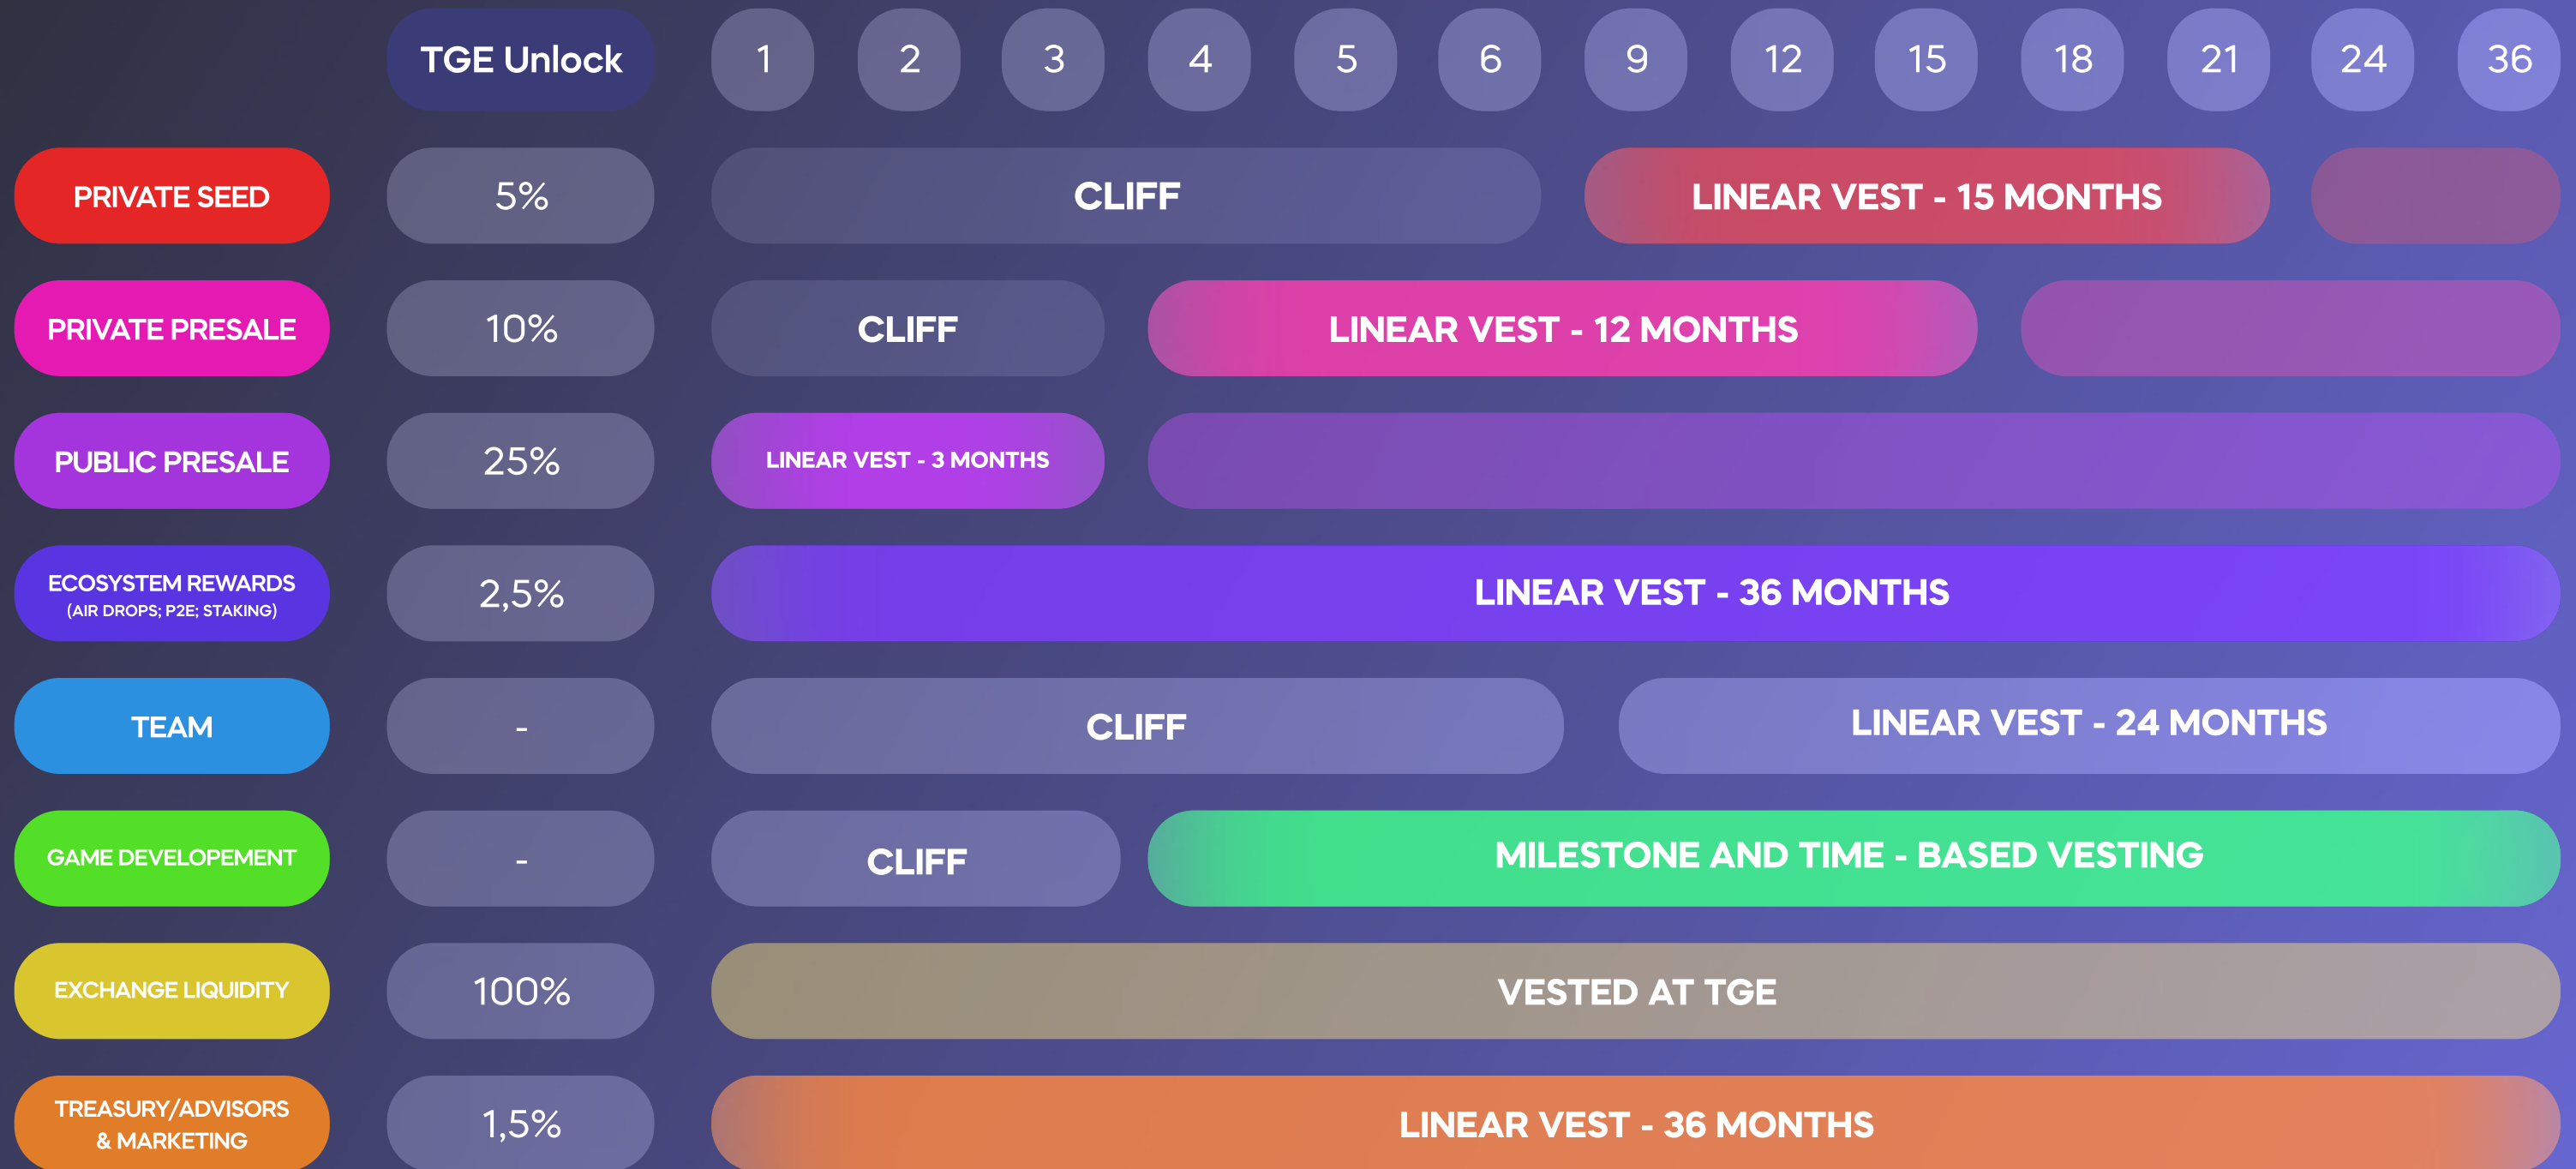 TGE Unlock 1 2 3 4 5 6 9 12 15 18 21 24 36
PRIVATE SEED 5% CLIFF LINEAR VEST - 15 MONTHS
PRIVATE PRESALE 10% CLIFF LINEAR VEST - 12 MONTHS
PUBLIC PRESALE 25% LINEAR VEST - 3 MONTHS
ECOSYSTEM REWARDS
(AIR DROPS; P2E; STAKING) 2,5% LINEAR VEST - 36 MONTHS
TEAM - CLIFF LINEAR VEST - 24 MONTHS
GAME DEVELOPEMENT - CLIFF MILESTONE AND TIME - BASED VESTING
EXCHANGE LIQUIDITY 100% VESTED AT TGE
TREASURY/ADVISORS
& MARKETING 1,5% LINEAR VEST - 36 MONTHS